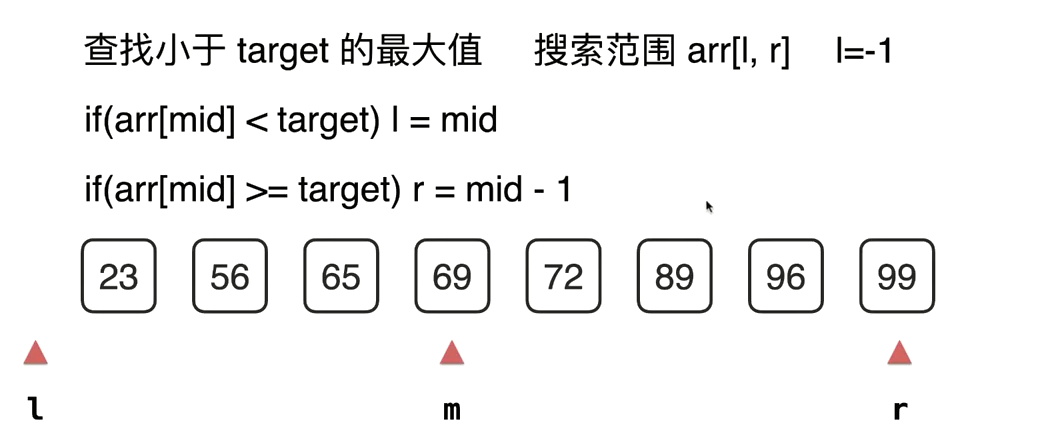 查找小于 target 的最大值 搜索范围 arr[l, r] l=-1
if(arr[mid] < target) l = mid
if(arr[mid] >= target) r = mid - 1
23 56 65 69 72 89 96 99
l m r